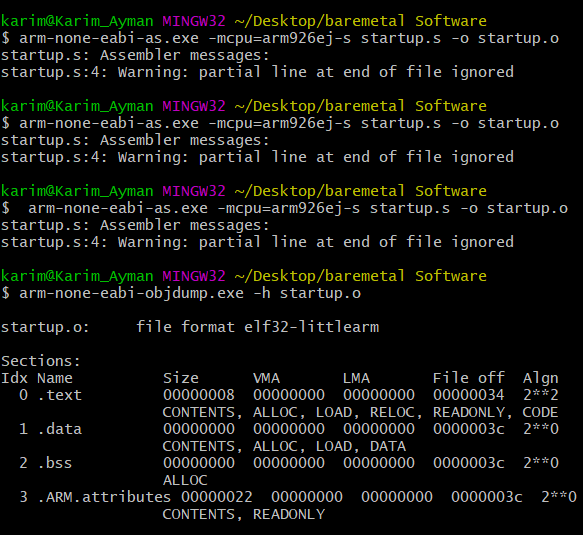 karim@Karim_Ayman MINGW32 ~/Desktop/baremetal Software
$ arm-none-eabi-as.exe -mcpu=arm926ej-s startup.s -o startup.o
startup.s: Assembler messages:
startup.s:4: Warning: partial line at end of file ignored

karim@Karim_Ayman MINGW32 ~/Desktop/baremetal Software
$ arm-none-eabi-as.exe -mcpu=arm926ej-s startup.s -o startup.o
startup.s: Assembler messages:
startup.s:4: Warning: partial line at end of file ignored

karim@Karim_Ayman MINGW32 ~/Desktop/baremetal Software
$  arm-none-eabi-as.exe -mcpu=arm926ej-s startup.s -o startup.o
startup.s: Assembler messages:
startup.s:4: Warning: partial line at end of file ignored

karim@Karim_Ayman MINGW32 ~/Desktop/baremetal Software
$ arm-none-eabi-objdump.exe -h startup.o

startup.o:     file format elf32-littlearm

Sections:
Idx Name          Size      VMA       LMA       File off  Algn
  0 .text         00000008  00000000  00000000  00000034  2**2
                  CONTENTS, ALLOC, LOAD, RELOC, READONLY, CODE
  1 .data         00000000  00000000  00000000  0000003c  2**0
                  CONTENTS, ALLOC, LOAD, DATA
  2 .bss          00000000  00000000  00000000  0000003c  2**0
                  ALLOC
  3 .ARM.attributes 00000022  00000000  00000000  0000003c  2**0
                  CONTENTS, READONLY